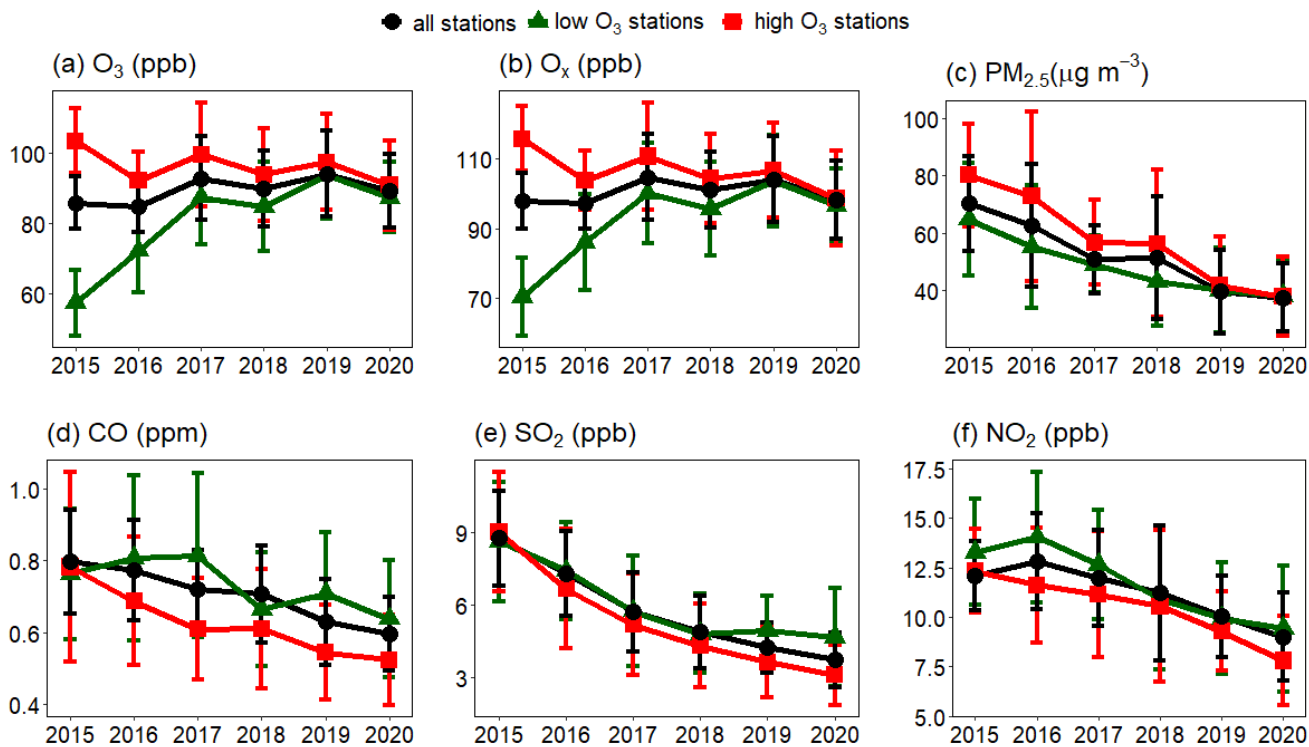 all stations low O₃ stations high O₃ stations
(a) O₃ (ppb)
100
80
60
2015 2016 2017 2018 2019 2020
(b) Oₓ (ppb)
110
90
70
2015 2016 2017 2018 2019 2020
(c) PM₂.₅(μg m⁻³)
100
80
60
40
2015 2016 2017 2018 2019 2020
(d) CO (ppm)
1.0
0.8
0.6
0.4
2015 2016 2017 2018 2019 2020
(e) SO₂ (ppb)
9
6
3
2015 2016 2017 2018 2019 2020
(f) NO₂ (ppb)
17.5
15.0
12.5
10.0
7.5
5.0
2015 2016 2017 2018 2019 2020